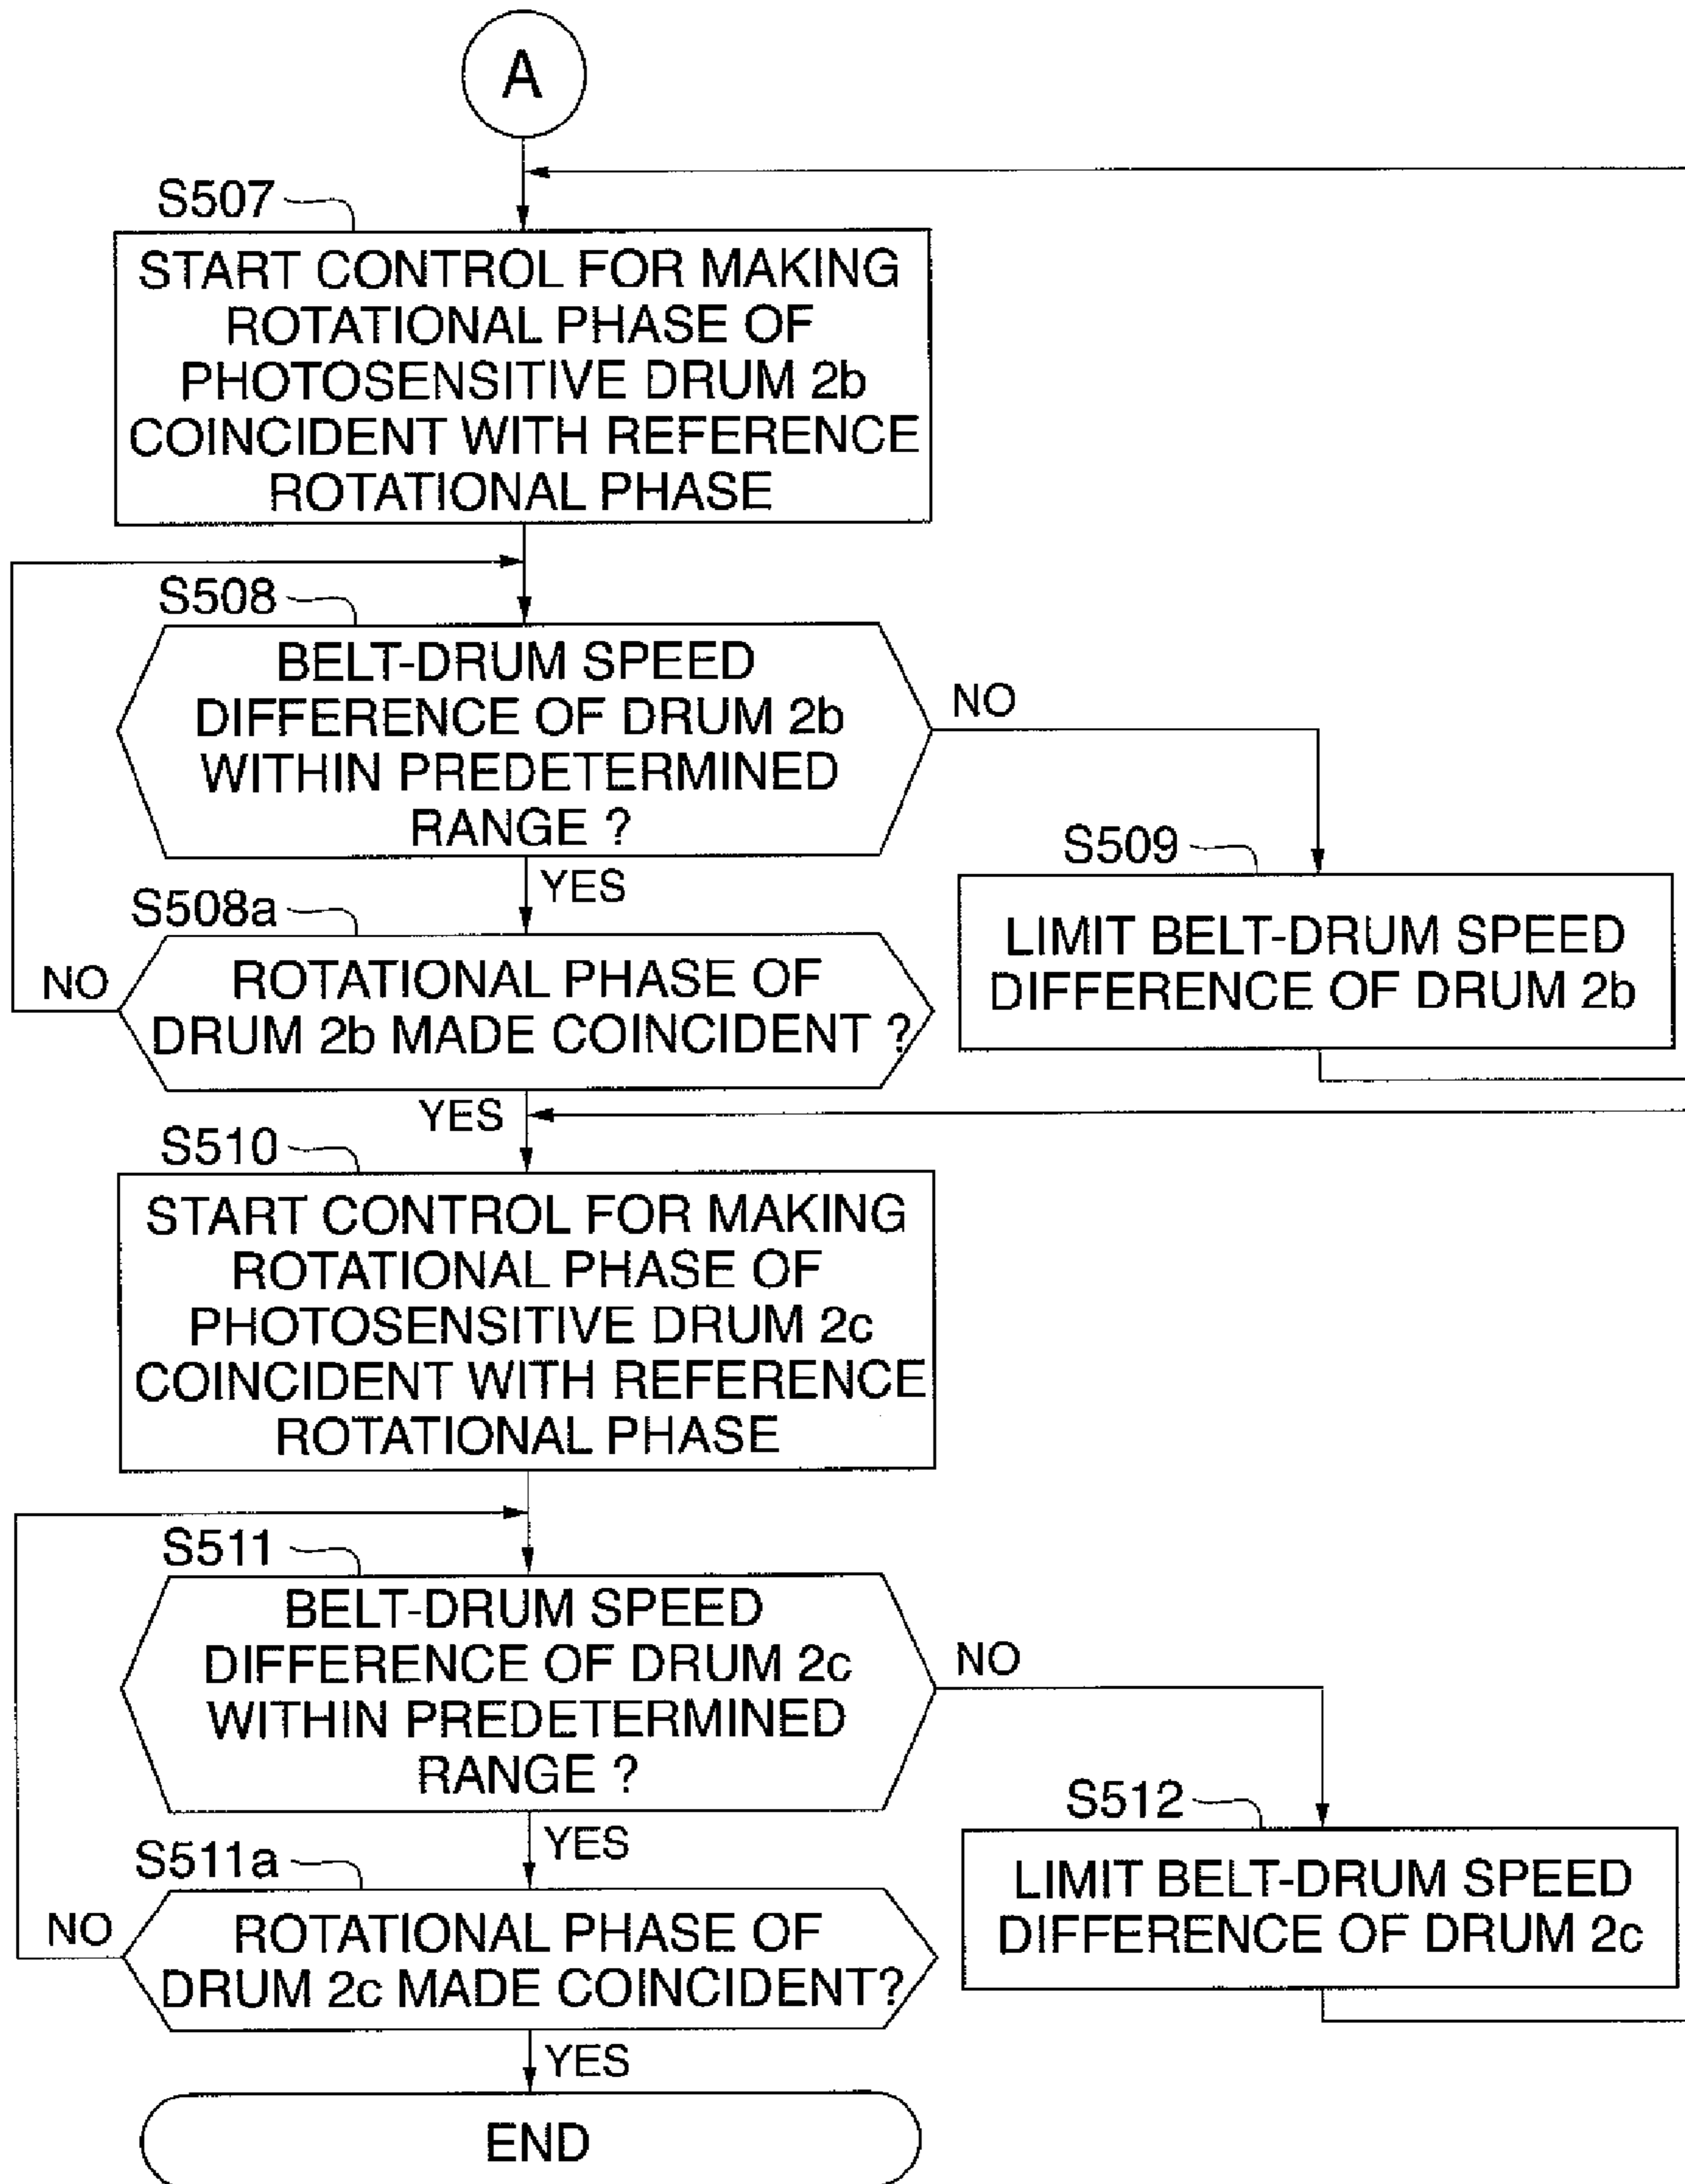 A
S507
START CONTROL FOR MAKING
ROTATIONAL PHASE OF
PHOTOSENSITIVE DRUM 2b
COINCIDENT WITH REFERENCE
ROTATIONAL PHASE
S508
BELT-DRUM SPEED
DIFFERENCE OF DRUM 2b
WITHIN PREDETERMINED
RANGE ?
NO
YES
S509
LIMIT BELT-DRUM SPEED
DIFFERENCE OF DRUM 2b
S508a
NO
ROTATIONAL PHASE OF
DRUM 2b MADE COINCIDENT ?
YES
S510
START CONTROL FOR MAKING
ROTATIONAL PHASE OF
PHOTOSENSITIVE DRUM 2c
COINCIDENT WITH REFERENCE
ROTATIONAL PHASE
S511
BELT-DRUM SPEED
DIFFERENCE OF DRUM 2c
WITHIN PREDETERMINED
RANGE ?
NO
YES
S512
LIMIT BELT-DRUM SPEED
DIFFERENCE OF DRUM 2c
S511a
NO
ROTATIONAL PHASE OF
DRUM 2c MADE COINCIDENT?
YES
END